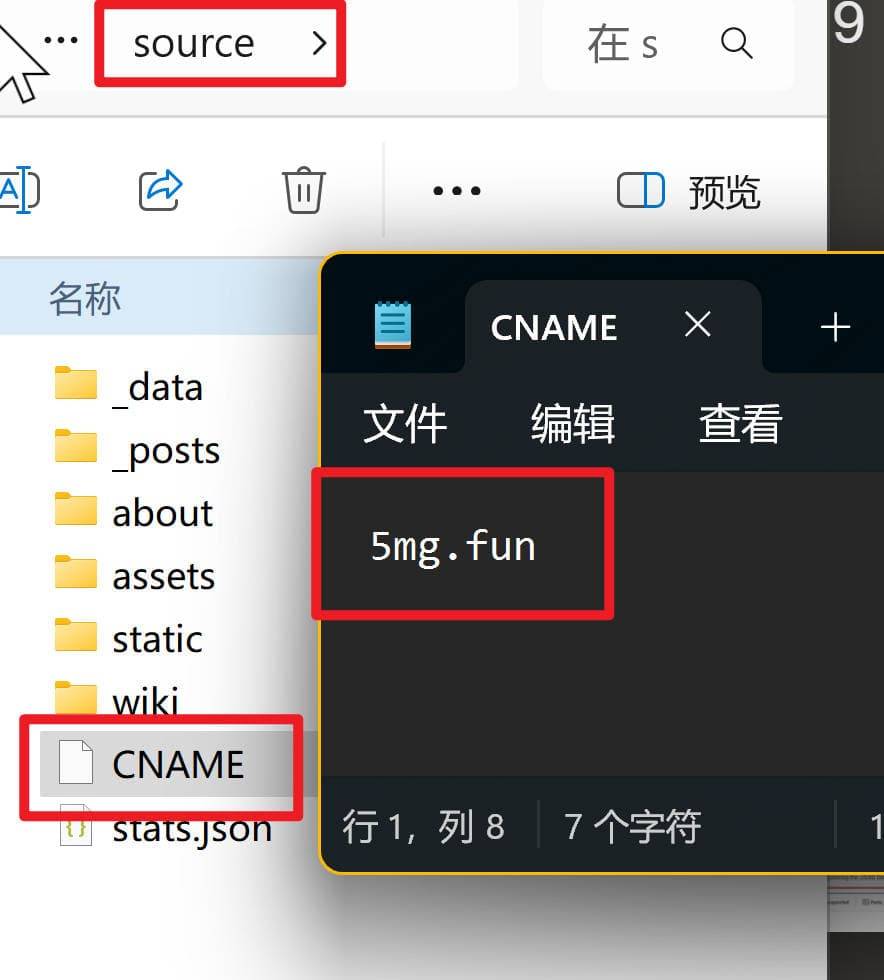 9
source
在 s
预览
名称
_data
_posts
about
assets
static
wiki
CNAME
stats.json
CNAME
文件 编辑 查看
5mg.fun
行 1，列 8 7 个字符 1